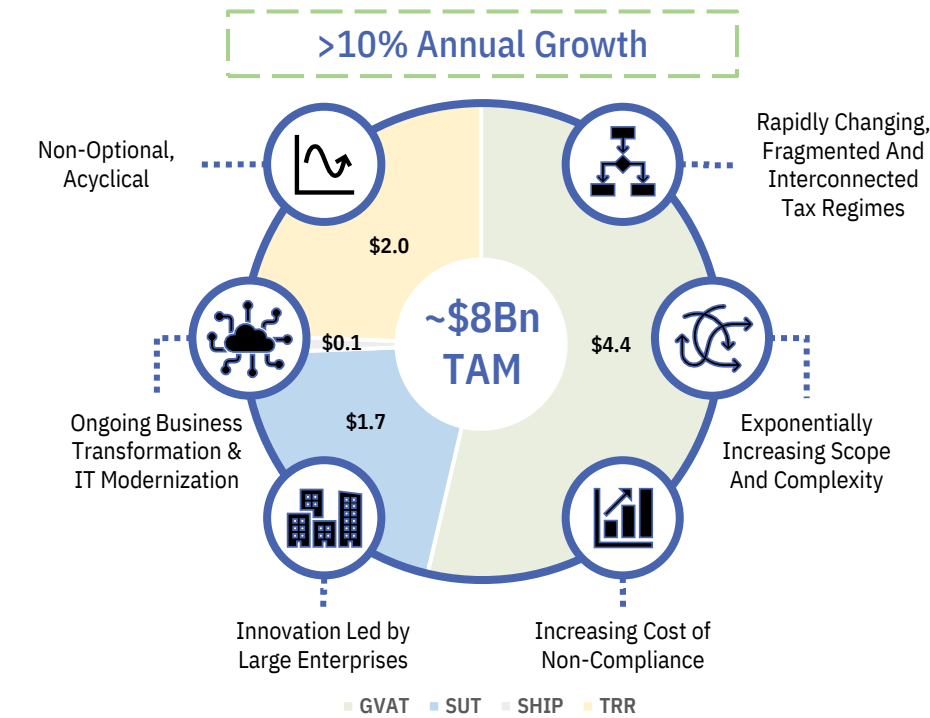 >10% Annual Growth
Non-Optional,
Acyclical
Rapidly Changing,
Fragmented And
Interconnected
Tax Regimes
$2.0
~$8Bn
TAM
$0.1
$4.4
$1.7
Ongoing Business
Transformation &
IT Modernization
Exponentially
Increasing Scope
And Complexity
Innovation Led by
Large Enterprises
Increasing Cost of
Non-Compliance
GVAT SUT SHIP TRR